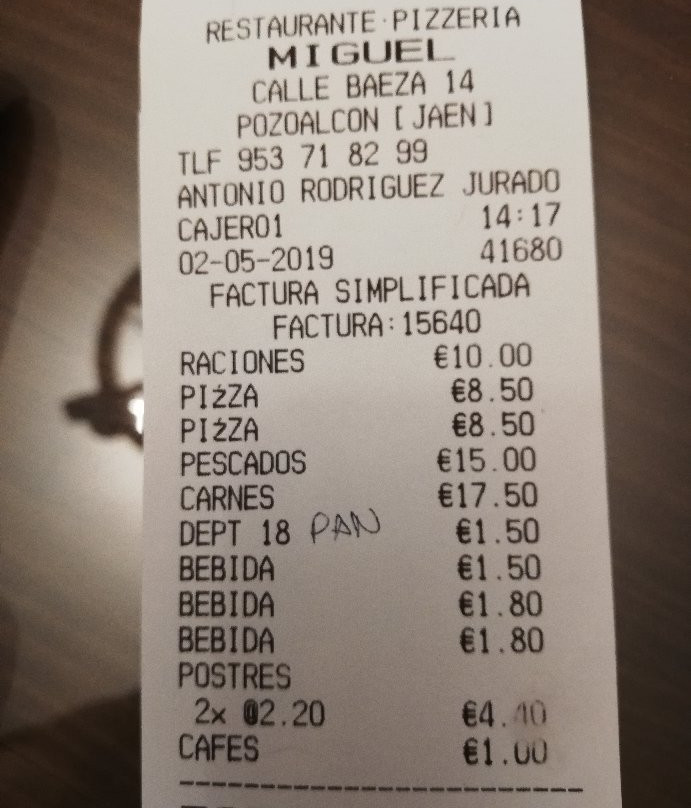 RESTAURANTE·PIZZERIA
MIGUEL
CALLE BAEZA 14
POZOALCON [JAEN]
TLF 953 71 82 99
ANTONIO RODRIGUEZ JURADO
CAJERO1 14:17
02-05-2019 41680
FACTURA SIMPLIFICADA
FACTURA:15640
RACIONES €10.00
PIżZA €8.50
PIżZA €8.50
PESCADOS €15.00
CARNES €17.50
DEPT 18 PAN €1.50
BEBIDA €1.50
BEBIDA €1.80
BEBIDA €1.80
POSTRES
2x @2.20 €4.40
CAFES €1.00